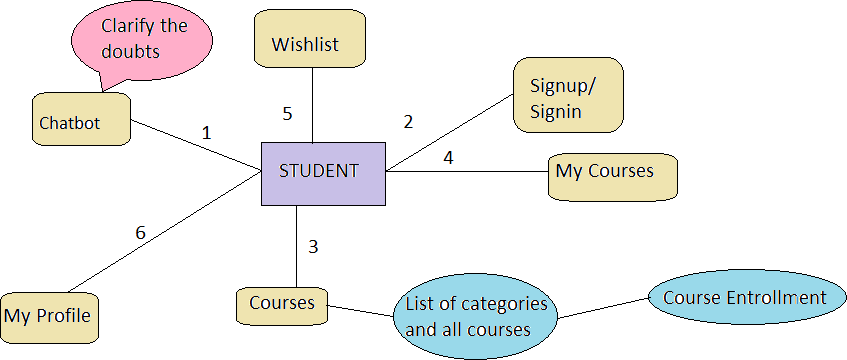 Clarify the
doubts
Wishlist
Signup/
Signin
Chatbot
1
5
2
4
STUDENT
My Courses
6
3
My Profile
Courses
List of categories
and all courses
Course Entrollment